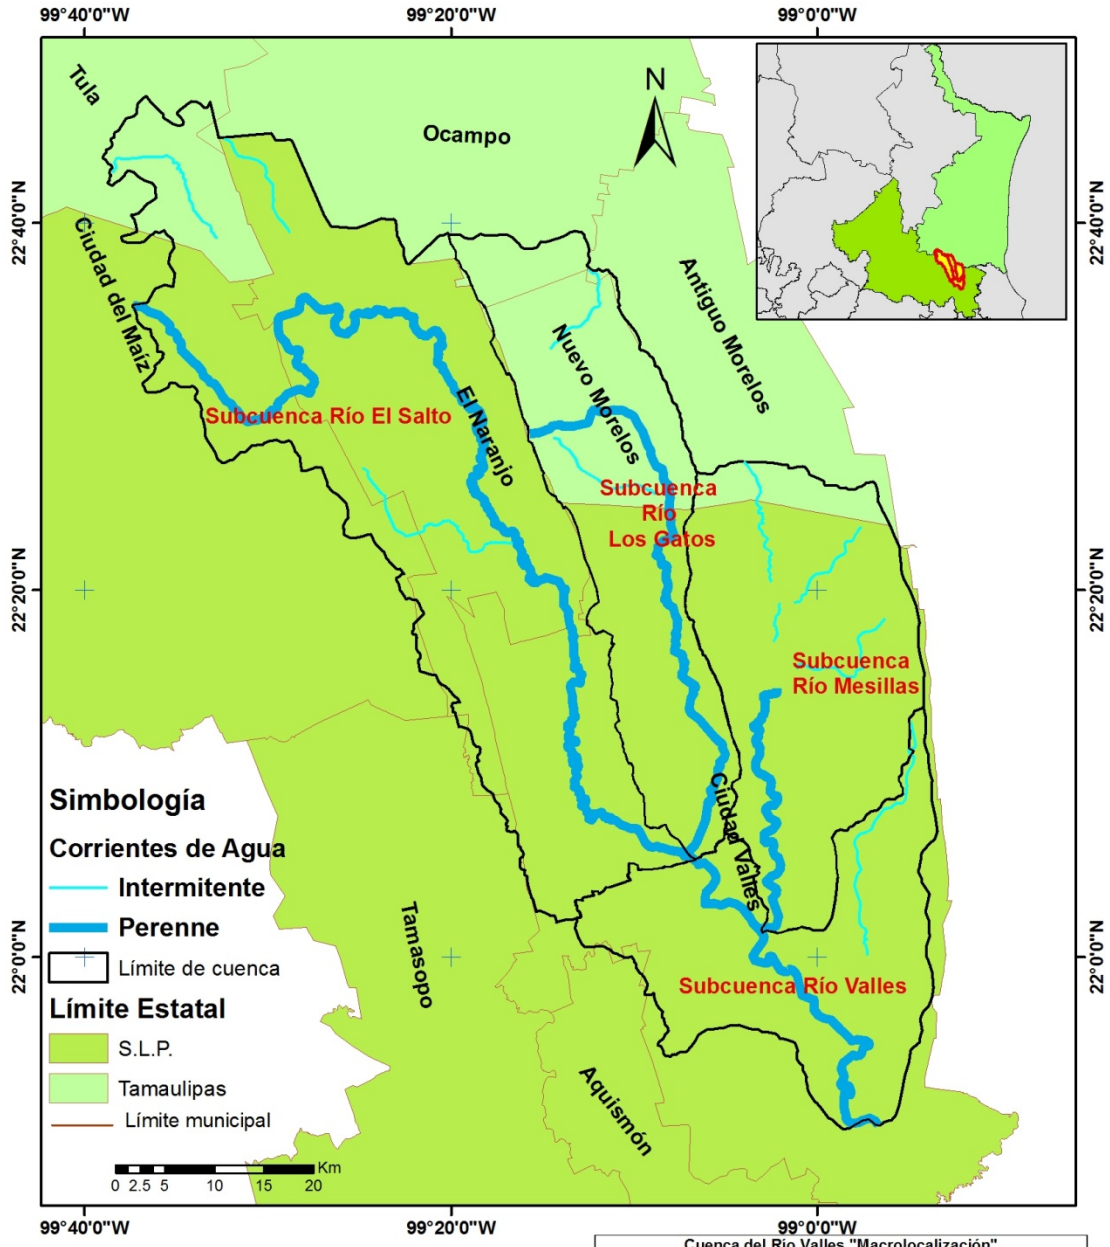 99°40'0"W
99°20'0"W
99°0'0"W
22°40'0"N
22°40'0"N
22°20'0"N
22°20'0"N
22°0'0"N
22°0'0"N
N
Tula
Ocampo
Ciudad del Maíz
Antiguo Morelos
Nuevo Morelos
El Naranjo
Subcuenca Río El Salto
Subcuenca
Río
Los Gatos
Subcuenca
Río Mesillas
Ciudad Valles
Subcuenca Río Valles
Tamasopo
Aquismón
Simbología
Corrientes de Agua
Intermitente
Perenne
Límite de cuenca
Límite Estatal
S.L.P.
Tamaulipas
Límite municipal
Km
0 2.5 5 10 15 20
99°40'0"W
99°20'0"W
99°0'0"W
Cuenca del Río Valles "Macrolocalización"